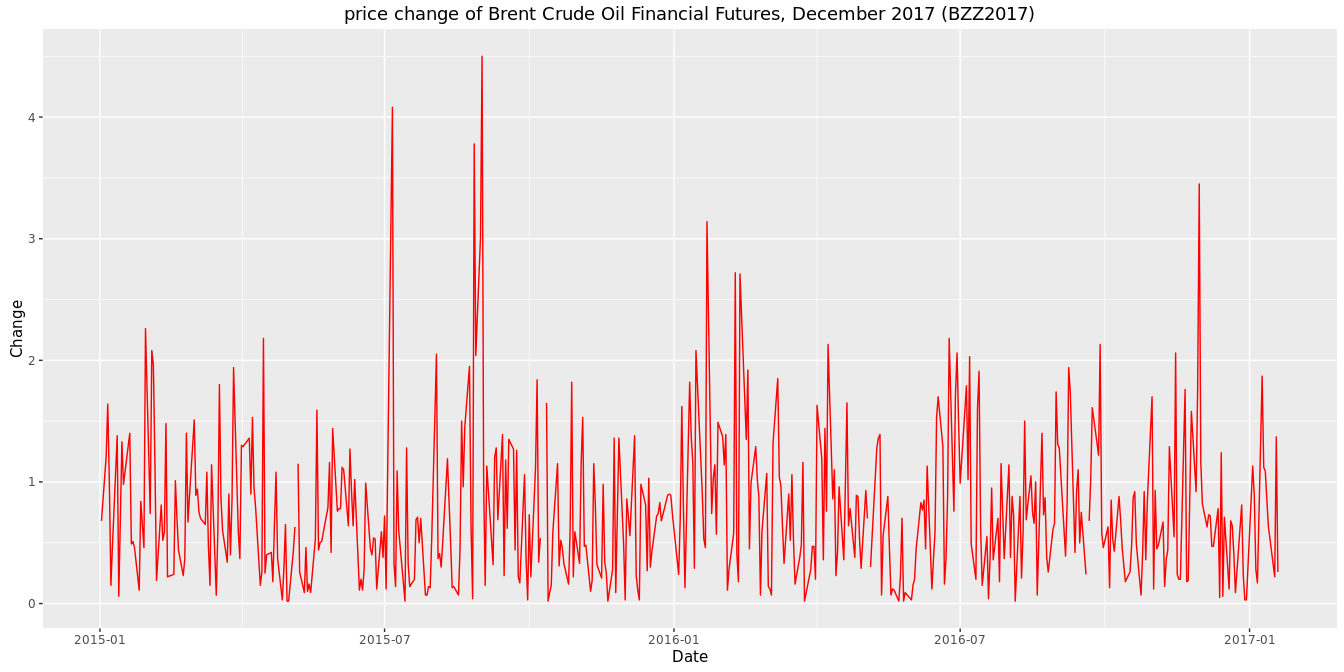 price change of Brent Crude Oil Financial Futures, December 2017 (BZZ2017)
4
3
2
1
0
Change
2015-01 2015-07 2016-01 2016-07 2017-01
Date